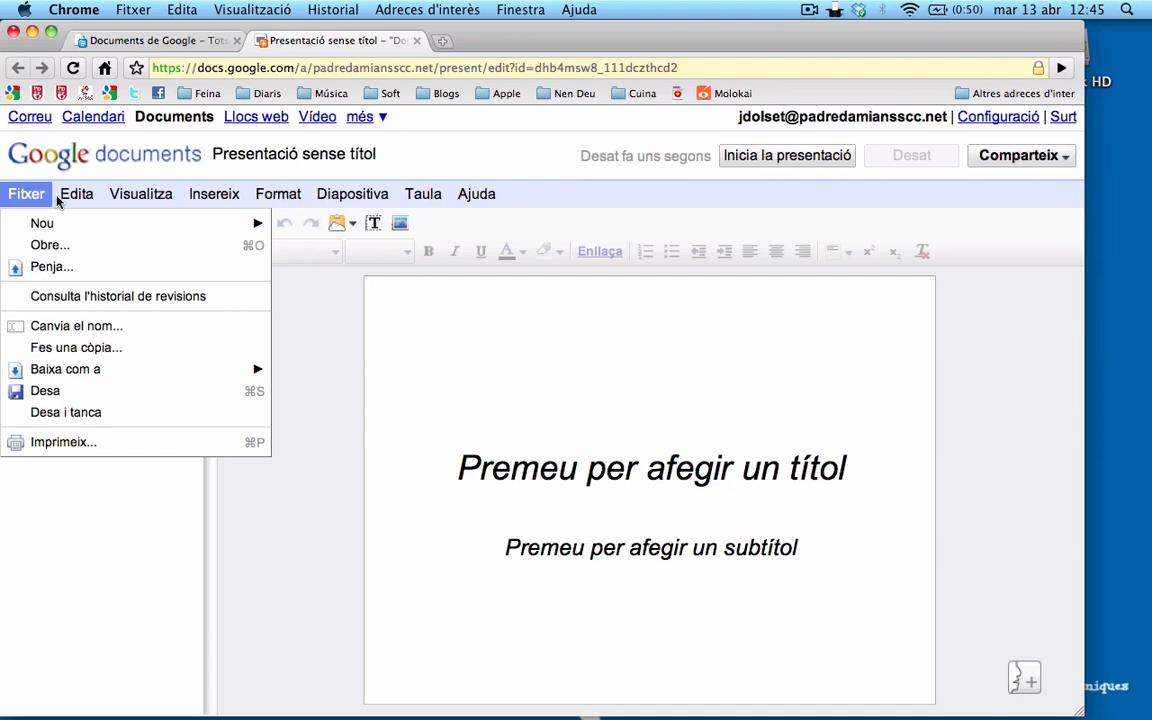 Chrome Fitxer Edita Visualització Historial Adreces d'interès Finestra Ajuda (0:50) mar 13 abr 12:45
Documents de Google – Tots Presentació sense títol – "Do
https://docs.google.com/a/padredamiansscc.net/present/edit?id=dhb4msw8_111dczthcd2
HD
Feina Diaris Música Soft Blogs Apple Nen Deu Cuina Molokai Altres adreces d'inter
Correu Calendari Documents Llocs web Vídeo més ▼ jdolset@padredamiansscc.net | Configuració | Surt
Google documents Presentació sense títol Desat fa uns segons Inicia la presentació Desat Comparteix
Fitxer Edita Visualitza Insereix Format Diapositiva Taula Ajuda
Nou
Obre... ⌘O
Penja...
Consulta l'historial de revisions
Canvia el nom...
Fes una còpia...
Baixa com a
Desa ⌘S
Desa i tanca
Imprimeix... ⌘P
T
B I U A Enllaça
Premeu per afegir un títol
Premeu per afegir un subtítol
niques